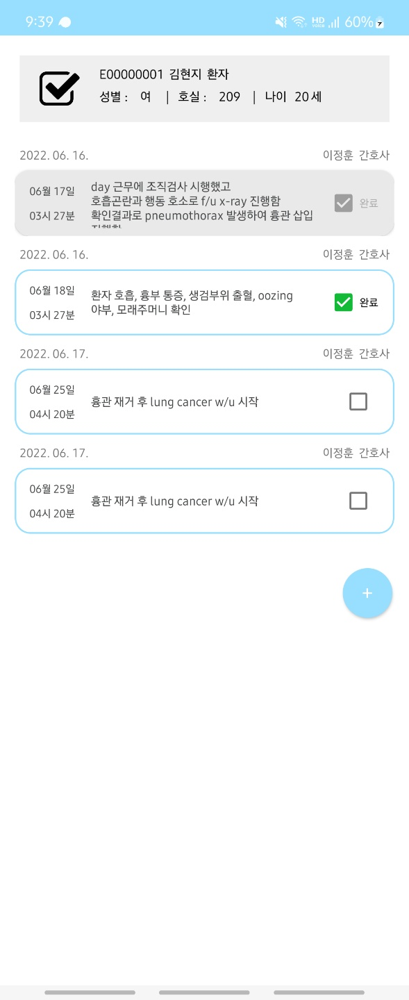 9:39 HD voice 60%
E00000001 김현지 환자
성별 : 여 | 호실 : 209 | 나이 20 세
2022. 06. 16. 이정훈 간호사
06월 17일
03시 27분
day 근무에 조직검사 시행했고
호흡곤란과 행동 호소로 f/u x-ray 진행함
확인결과로 pneumothorax 발생하여 흉관 삽입
완료
2022. 06. 16. 이정훈 간호사
06월 18일
03시 27분
환자 호흡, 흉부 통증, 생검부위 출혈, oozing
야부, 모래주머니 확인
완료
2022. 06. 17. 이정훈 간호사
06월 25일
04시 20분
흉관 재거 후 lung cancer w/u 시작
2022. 06. 17. 이정훈 간호사
06월 25일
04시 20분
흉관 재거 후 lung cancer w/u 시작
+